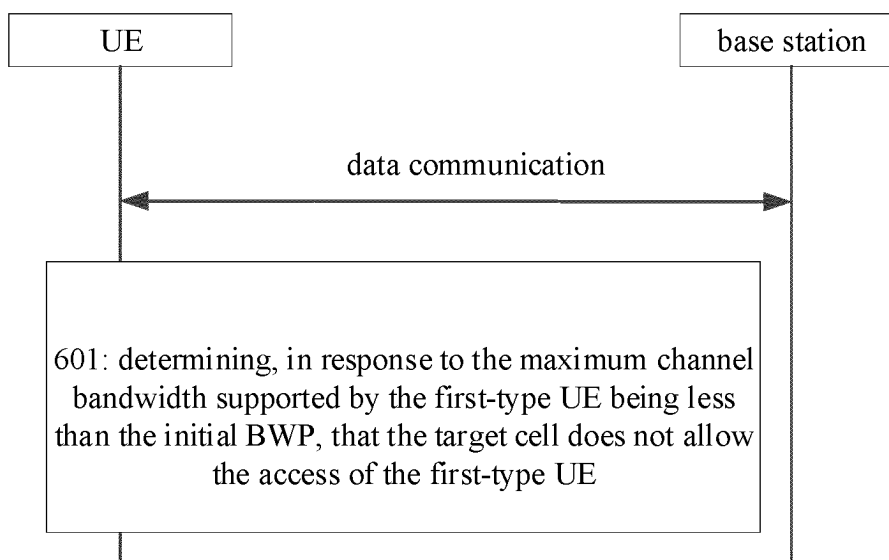 UE
base station
data communication
601: determining, in response to the maximum channel
bandwidth supported by the first-type UE being less
than the initial BWP, that the target cell does not allow
the access of the first-type UE